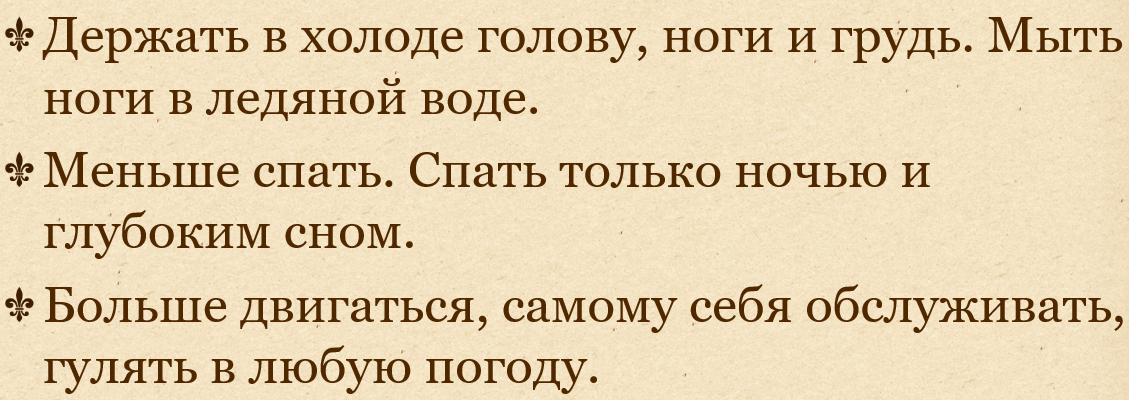 ⚜ Держать в холоде голову, ноги и грудь. Мыть
ноги в ледяной воде.
⚜ Меньше спать. Спать только ночью и
глубоким сном.
⚜ Больше двигаться, самому себя обслуживать,
гулять в любую погоду.